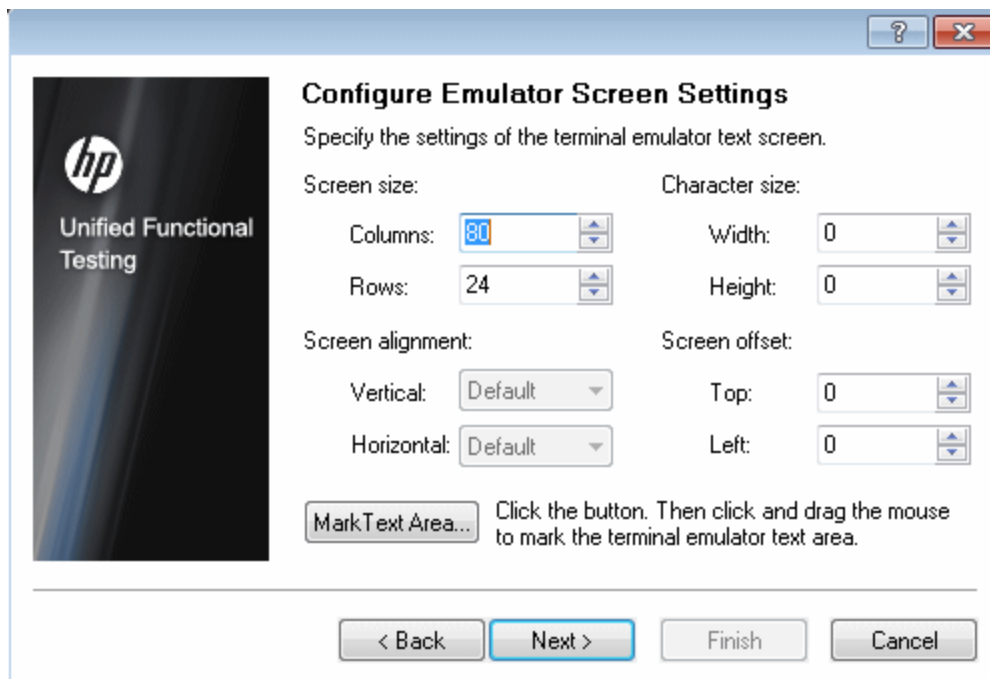 ?
X
hp
Unified Functional
Testing
Configure Emulator Screen Settings
Specify the settings of the terminal emulator text screen.
Screen size:
Character size:
Columns: 80
Width: 0
Rows: 24
Height: 0
Screen alignment:
Screen offset:
Vertical: Default
Top: 0
Horizontal: Default
Left: 0
Mark Text Area...
Click the button. Then click and drag the mouse
to mark the terminal emulator text area.
< Back
Next >
Finish
Cancel